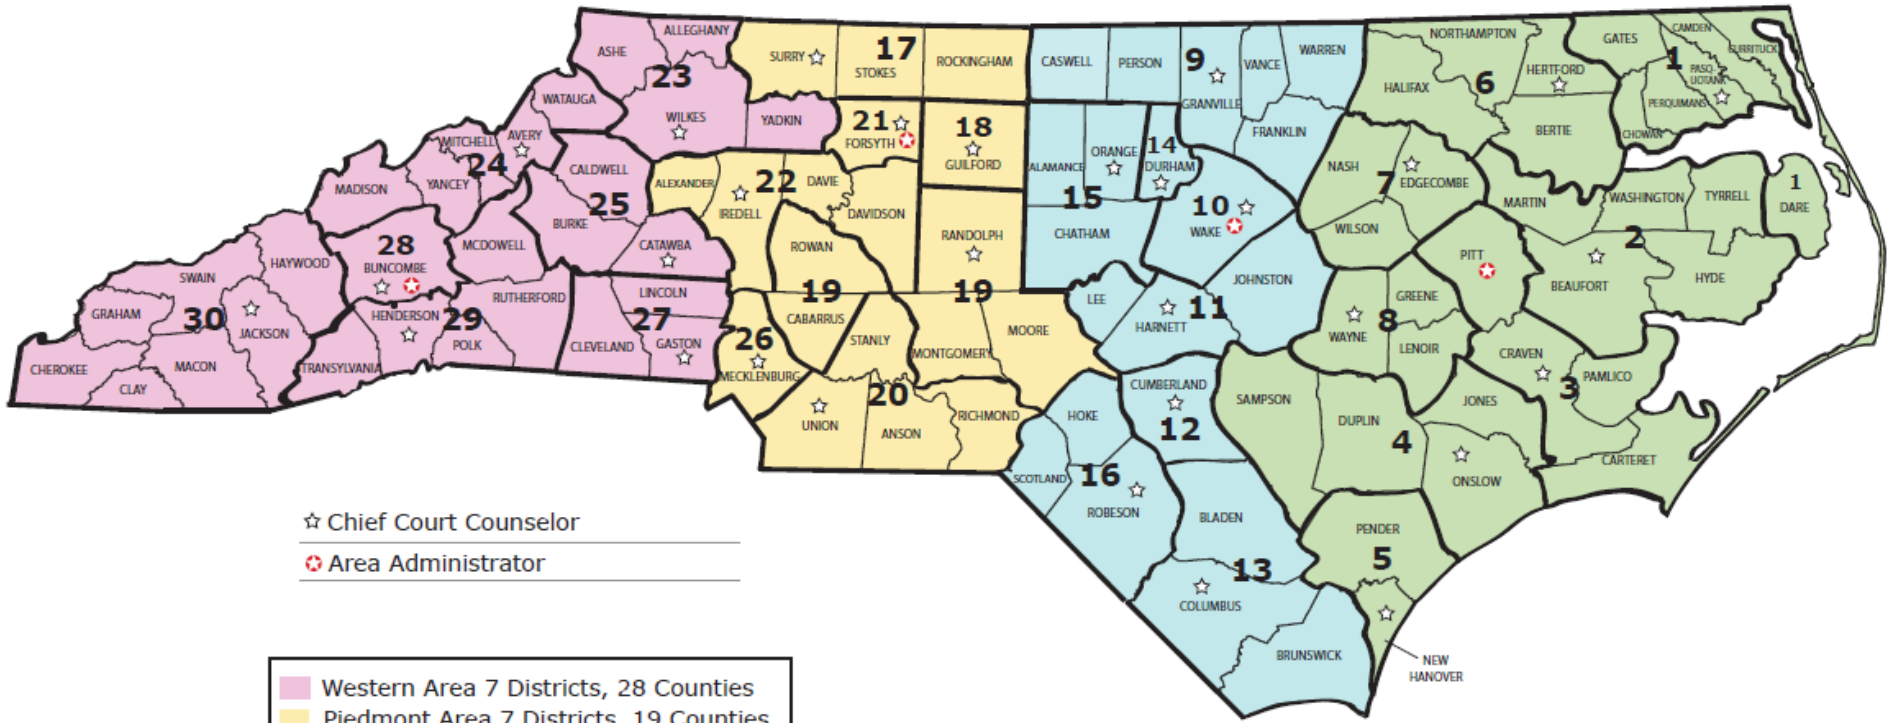 ALLEGHANY
ASHE
23
WATAUGA
WILKES
YADKIN
SURRY
17
STOKES
ROCKINGHAM
CASWELL
PERSON
9
GRANVILLE
VANCE
WARREN
FRANKLIN
NORTHAMPTON
HALIFAX
6
HERTFORD
BERTIE
GATES
CAMDEN
CURRITUCK
1
PASQ-
UOTANK
PERQUIMANS
CHOWAN
MITCHELL
AVERY
24
YANCEY
MADISON
CALDWELL
25
BURKE
CATAWBA
ALEXANDER
22
IREDELL
DAVIE
DAVIDSON
21
FORSYTH
18
GUILFORD
ALAMANCE
ORANGE
14
DURHAM
15
CHATHAM
10
WAKE
NASH
7
EDGECOMBE
WILSON
MARTIN
WASHINGTON
TYRRELL
1
DARE
2
BEAUFORT
HYDE
PITT
28
BUNCOMBE
MCDOWELL
HAYWOOD
SWAIN
GRAHAM
30
JACKSON
CHEROKEE
CLAY
MACON
HENDERSON
29
RUTHERFORD
POLK
TRANSYLVANIA
LINCOLN
27
CLEVELAND
GASTON
ROWAN
19
CABARRUS
RANDOLPH
19
MOORE
MONTGOMERY
26
MECKLENBURG
STANLY
20
UNION
ANSON
RICHMOND
LEE
HARNETT
11
JOHNSTON
GREENE
WAYNE
8
LENOIR
CRAVEN
3
PAMLICO
JONES
CARTERET
CUMBERLAND
12
HOKE
SCOTLAND
16
ROBESON
SAMPSON
DUPLIN
4
ONSLOW
BLADEN
13
COLUMBUS
BRUNSWICK
PENDER
5
NEW
HANOVER
Chief Court Counselor
Area Administrator
Western Area 7 Districts, 28 Counties
Piedmont Area 7 Districts, 19 Counties